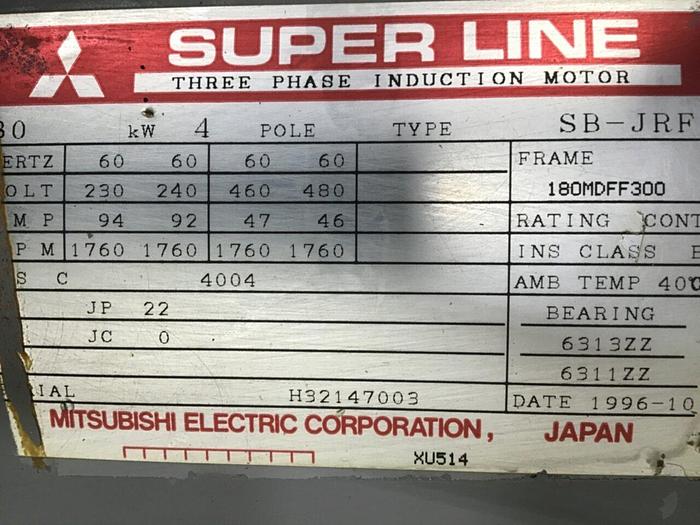 SUPER LINE
THREE PHASE INDUCTION MOTOR
30 kW 4 POLE TYPE SB-JRF
ERTZ 60 60 60 60 FRAME
OLT 230 240 460 480 180MDFF300
MP 94 92 47 46 RATING CONT
PM 1760 1760 1760 1760 INS CLASS
S C 4004 AMB TEMP 40℃
JP 22 BEARING
JC 0 6313ZZ
6311ZZ
IAL H32147003 DATE 1996-10
MITSUBISHI ELECTRIC CORPORATION, JAPAN
XU514